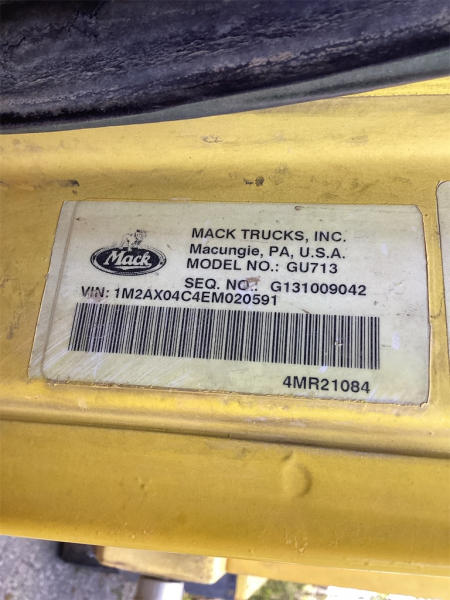 Mack
MACK TRUCKS, INC.
Macungie, PA, U.S.A.
MODEL NO.: GU713
SEQ. NO.: G131009042
VIN: 1M2AX04C4EM020591
4MR21084